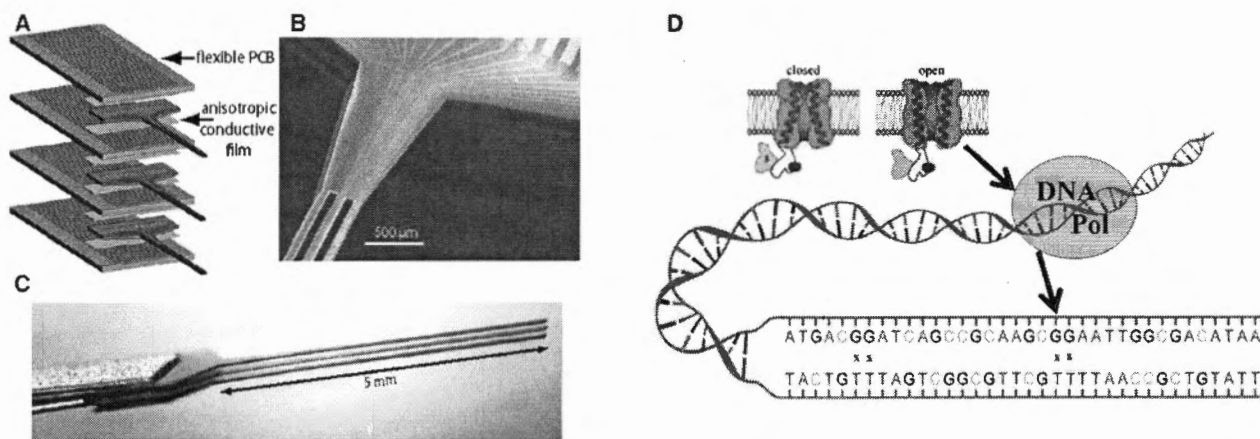 A
flexible PCB
anisotropic
conductive
film
B
500 µm
C
5 mm
D
closed
open
DNA
Pol
ATGACGGATCAGCCGCAAGCGGAATTGGCGACATAA
x x
x x
TACTGTTTAGTCGGCGTTCGTTTTAACCGCTGTATT